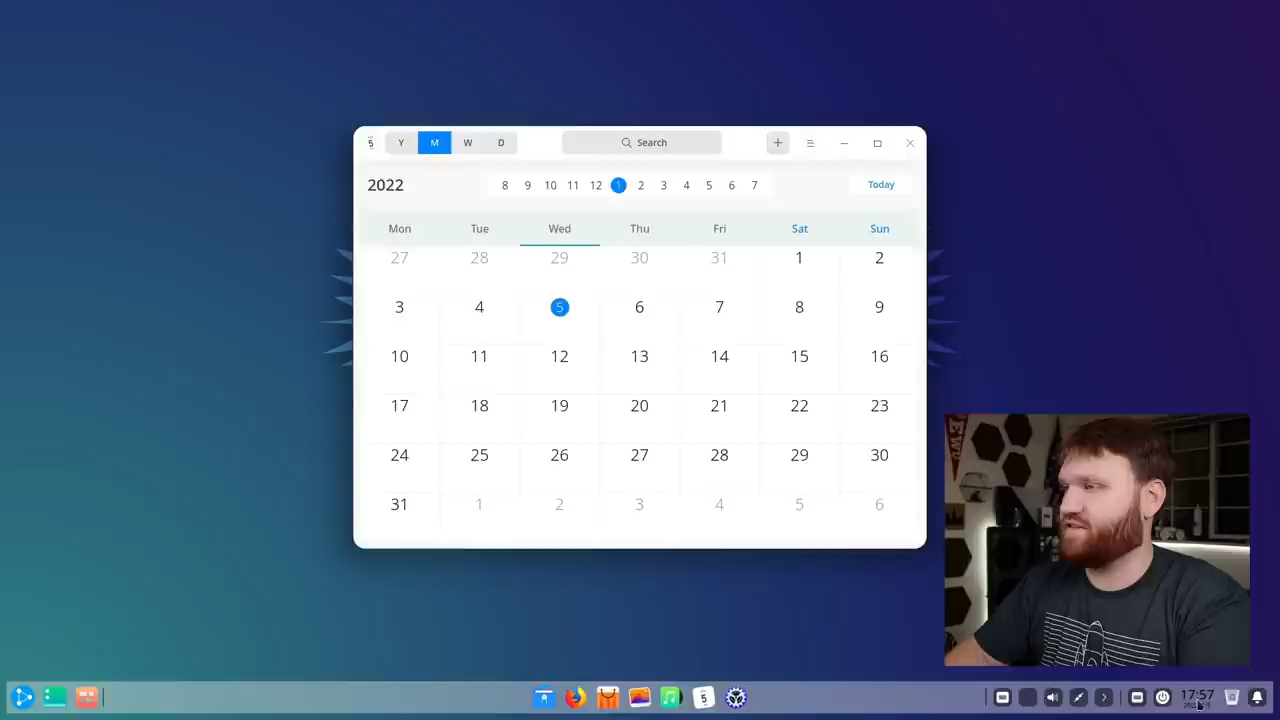 5 Y M W D Search
2022 8 9 10 11 12 1 2 3 4 5 6 7 Today
Mon Tue Wed Thu Fri Sat Sun
27 28 29 30 31 1 2
3 4 5 6 7 8 9
10 11 12 13 14 15 16
17 18 19 20 21 22 23
24 25 26 27 28 29 30
31 1 2 3 4 5 6
EWU
5
17:57